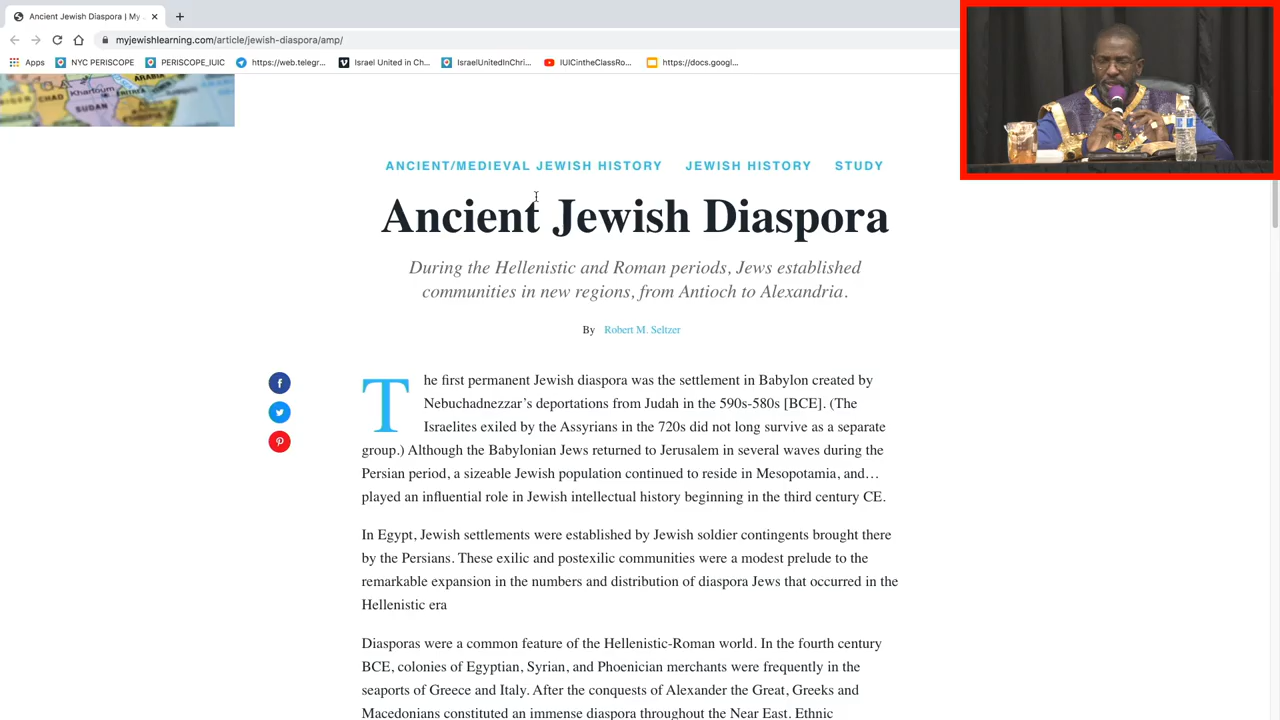 Ancient Jewish Diaspora | My
myjewishlearning.com/article/jewish-diaspora/amp/
Apps NYC PERISCOPE PERISCOPE_IUIC https://web.telegr... Israel United in Ch... IsraelUnitedinChri... IUICintheClassRo... https://docs.googl...
ARABIA
Khartoum
ERITREA
CHAD
SUDAN
ANCIENT/MEDIEVAL JEWISH HISTORY JEWISH HISTORY STUDY
Ancient Jewish Diaspora
During the Hellenistic and Roman periods, Jews established
communities in new regions, from Antioch to Alexandria.
By Robert M. Seltzer
The first permanent Jewish diaspora was the settlement in Babylon created by
Nebuchadnezzar’s deportations from Judah in the 590s-580s [BCE]. (The
Israelites exiled by the Assyrians in the 720s did not long survive as a separate
group.) Although the Babylonian Jews returned to Jerusalem in several waves during the
Persian period, a sizeable Jewish population continued to reside in Mesopotamia, and…
played an influential role in Jewish intellectual history beginning in the third century CE.
In Egypt, Jewish settlements were established by Jewish soldier contingents brought there
by the Persians. These exilic and postexilic communities were a modest prelude to the
remarkable expansion in the numbers and distribution of diaspora Jews that occurred in the
Hellenistic era
Diasporas were a common feature of the Hellenistic-Roman world. In the fourth century
BCE, colonies of Egyptian, Syrian, and Phoenician merchants were frequently in the
seaports of Greece and Italy. After the conquests of Alexander the Great, Greeks and
Macedonians constituted an immense diaspora throughout the Near East. Ethnic